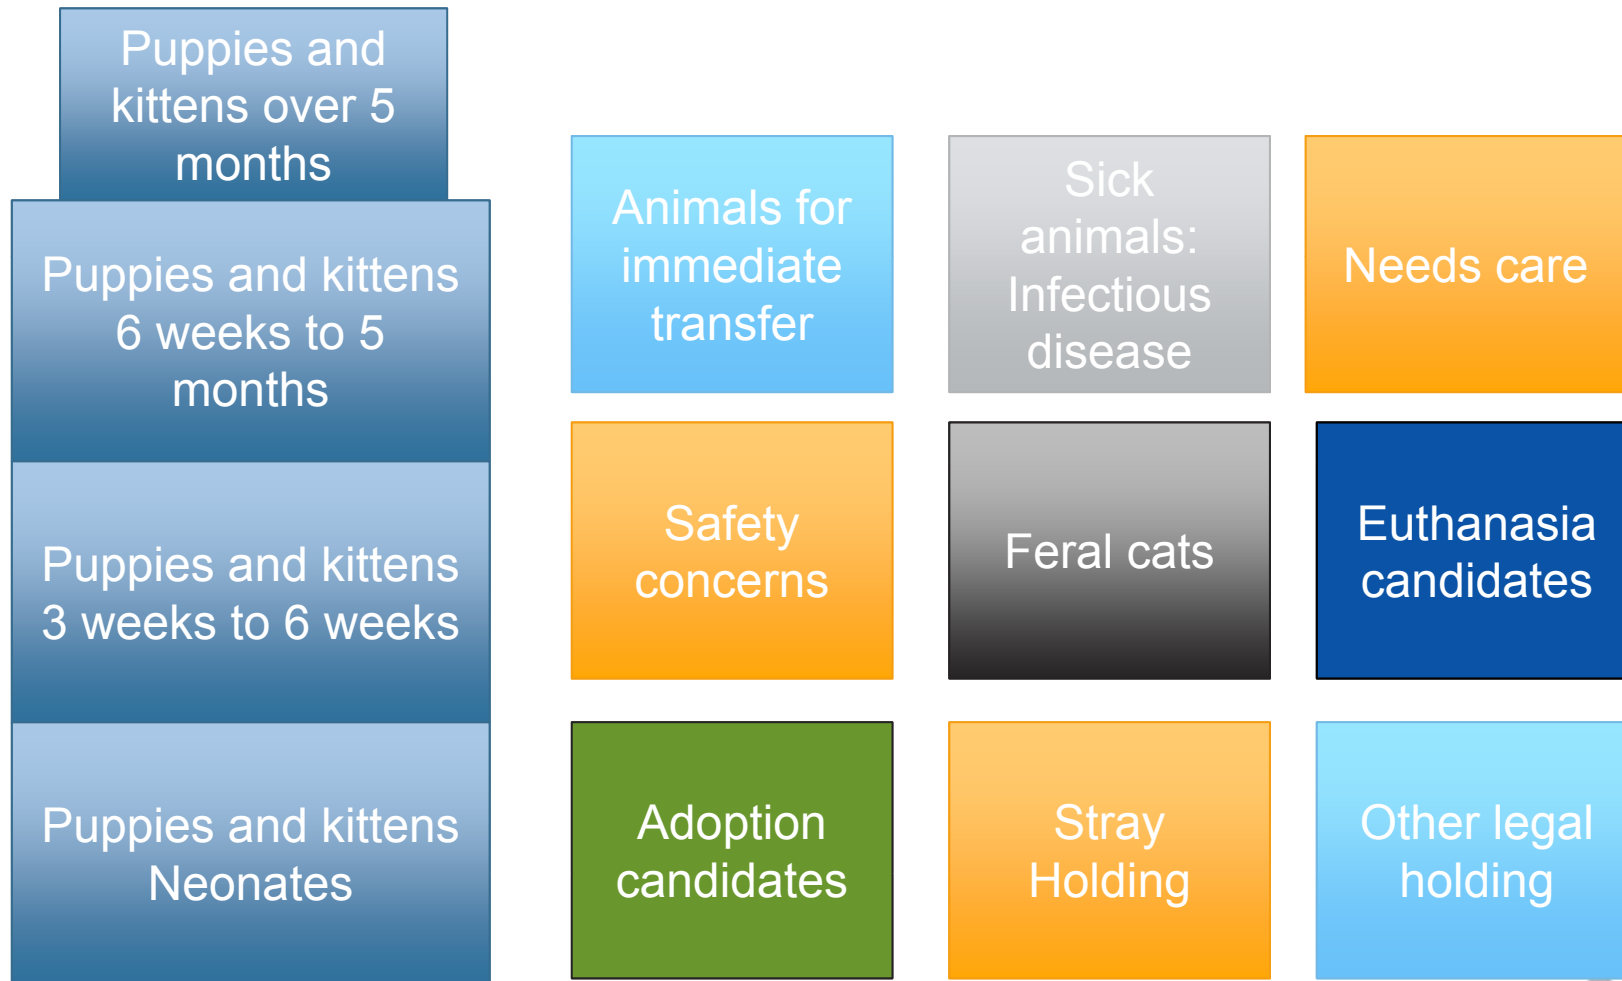 Puppies and
kittens over 5
months
Puppies and kittens
6 weeks to 5
months
Puppies and kittens
3 weeks to 6 weeks
Puppies and kittens
Neonates
Animals for
immediate
transfer
Sick
animals:
Infectious
disease
Needs care
Safety
concerns
Feral cats
Euthanasia
candidates
Adoption
candidates
Stray
Holding
Other legal
holding